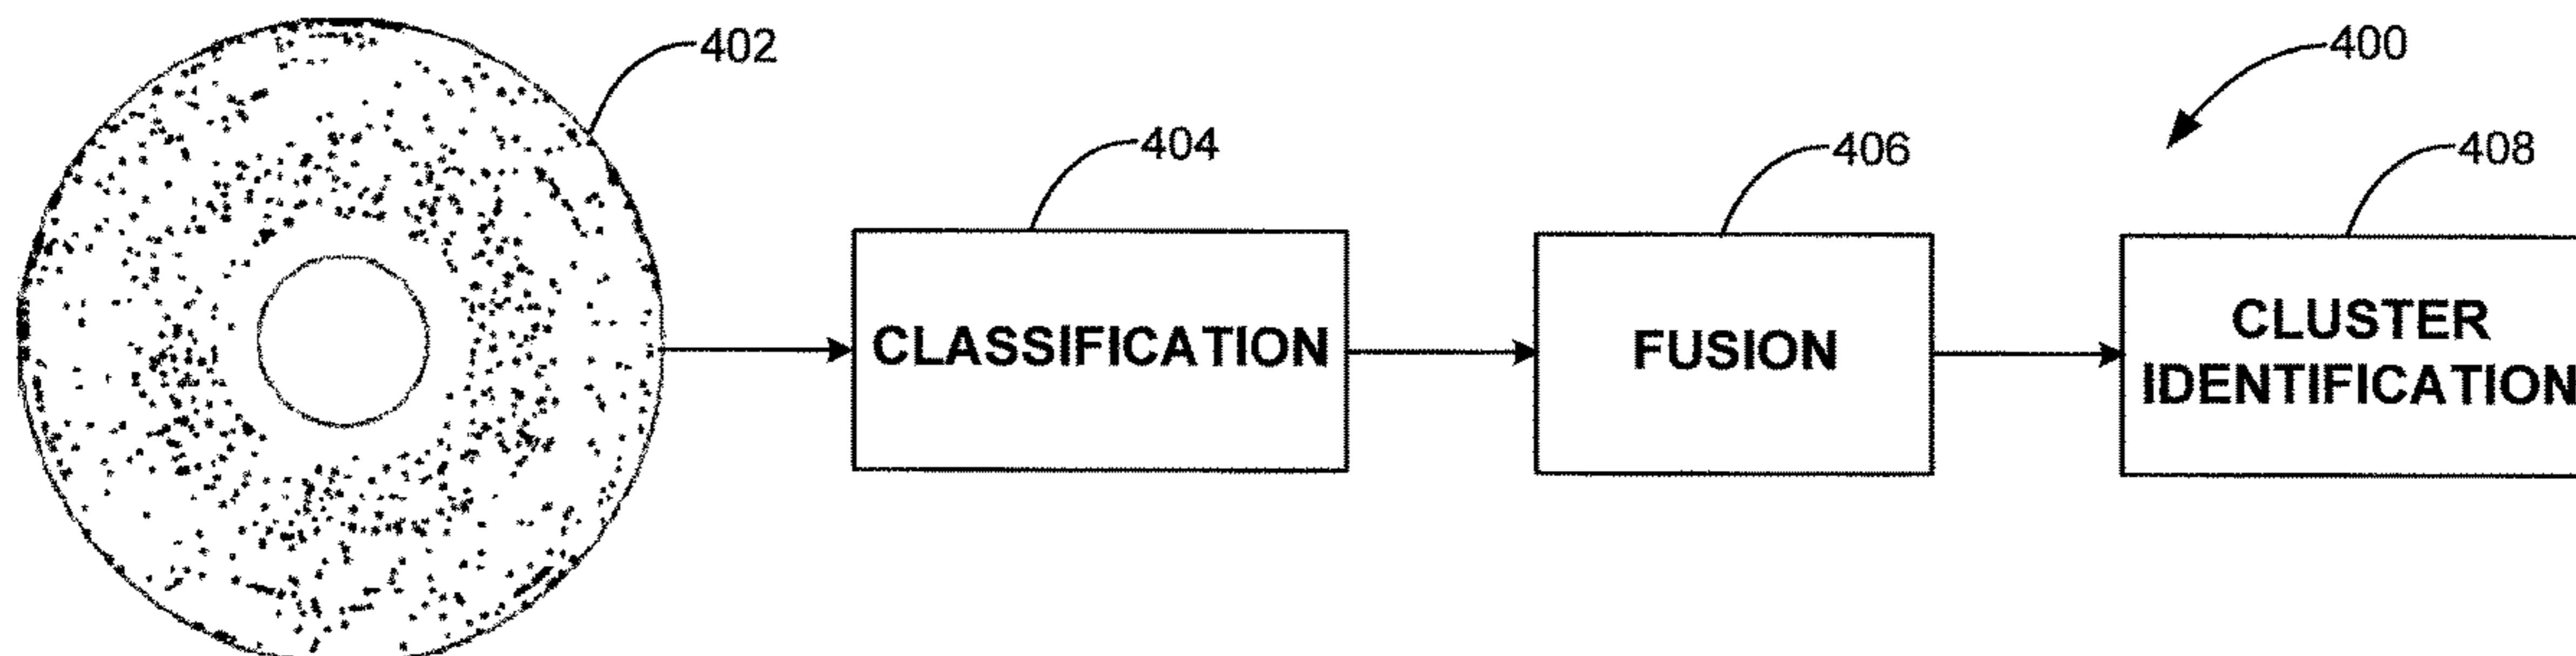 402
400
404
406
408
CLASSIFICATION
FUSION
CLUSTER
IDENTIFICATION